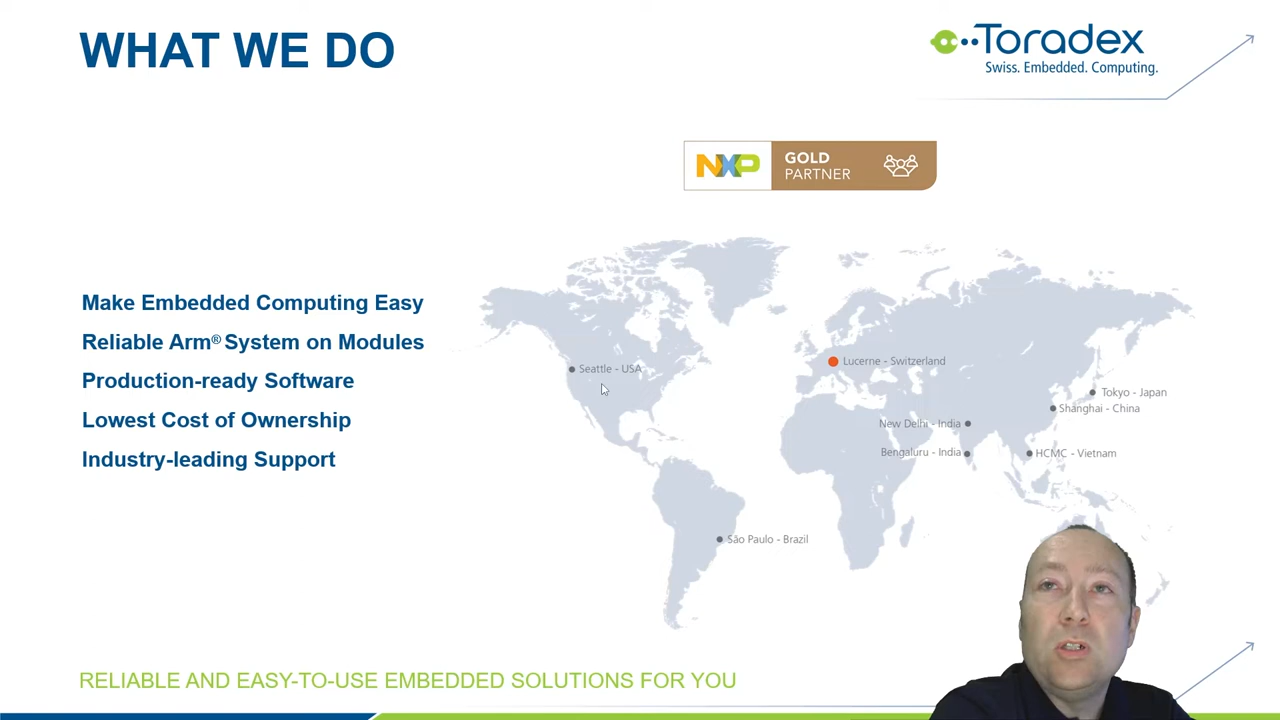 WHAT WE DO
Toradex
Swiss. Embedded. Computing.
NXP
GOLD
PARTNER
Make Embedded Computing Easy
Reliable Arm® System on Modules
Production-ready Software
Lowest Cost of Ownership
Industry-leading Support
Seattle - USA
Lucerne - Switzerland
Tokyo - Japan
Shanghai - China
New Delhi - India
Bengaluru - India
HCMC - Vietnam
São Paulo - Brazil
RELIABLE AND EASY-TO-USE EMBEDDED SOLUTIONS FOR YOU